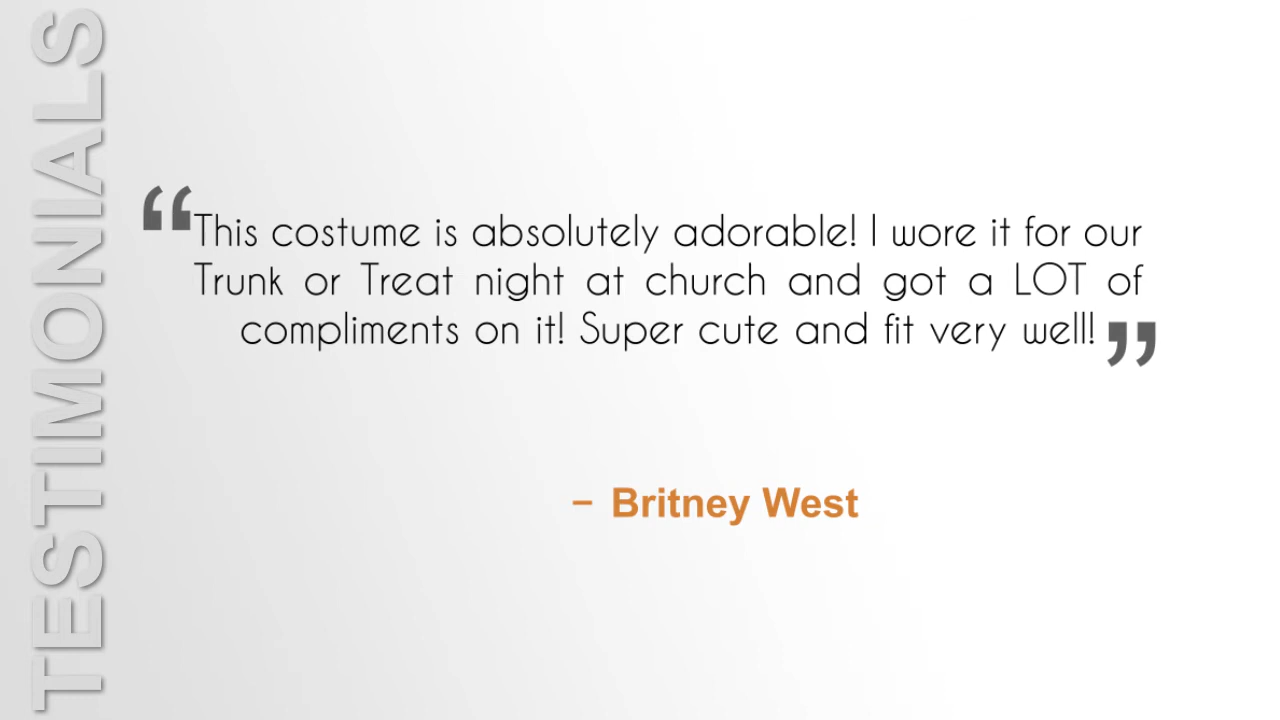 TESTIMONIALS
“This costume is absolutely adorable! I wore it for our
Trunk or Treat night at church and got a LOT of
compliments on it! Super cute and fit very well!”
– Britney West